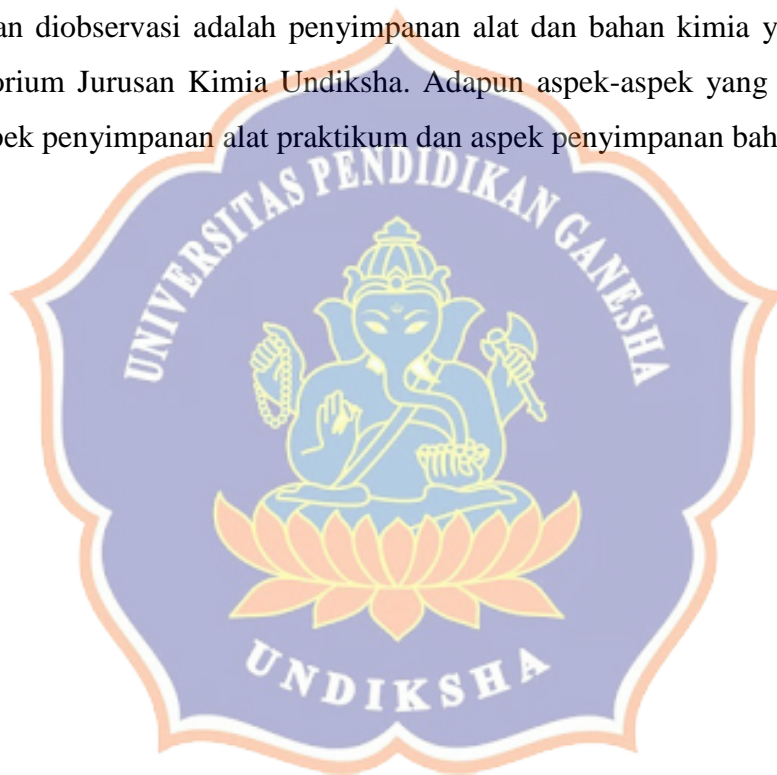 an diobservasi adalah penyimpanan alat dan bahan kimia y
orium Jurusan Kimia Undiksha. Adapun aspek-aspek yang
pek penyimpanan alat praktikum dan aspek penyimpanan bah
UNIVERSITAS PENDIDIKAN GANESHA
UNDIKSHA